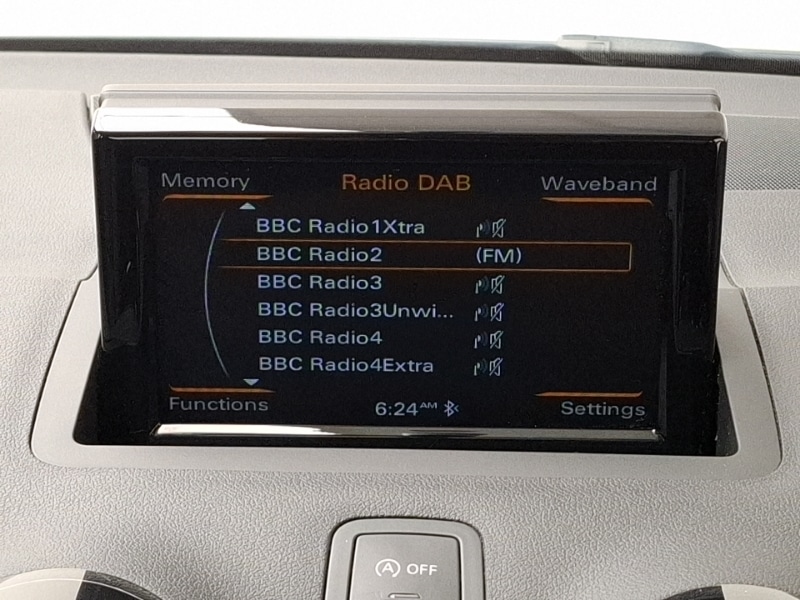 Memory Radio DAB Waveband
BBC Radio1Xtra
BBC Radio2 (FM)
BBC Radio3
BBC Radio3Unwi...
BBC Radio4
BBC Radio4Extra
Functions 6:24AM Settings
A OFF